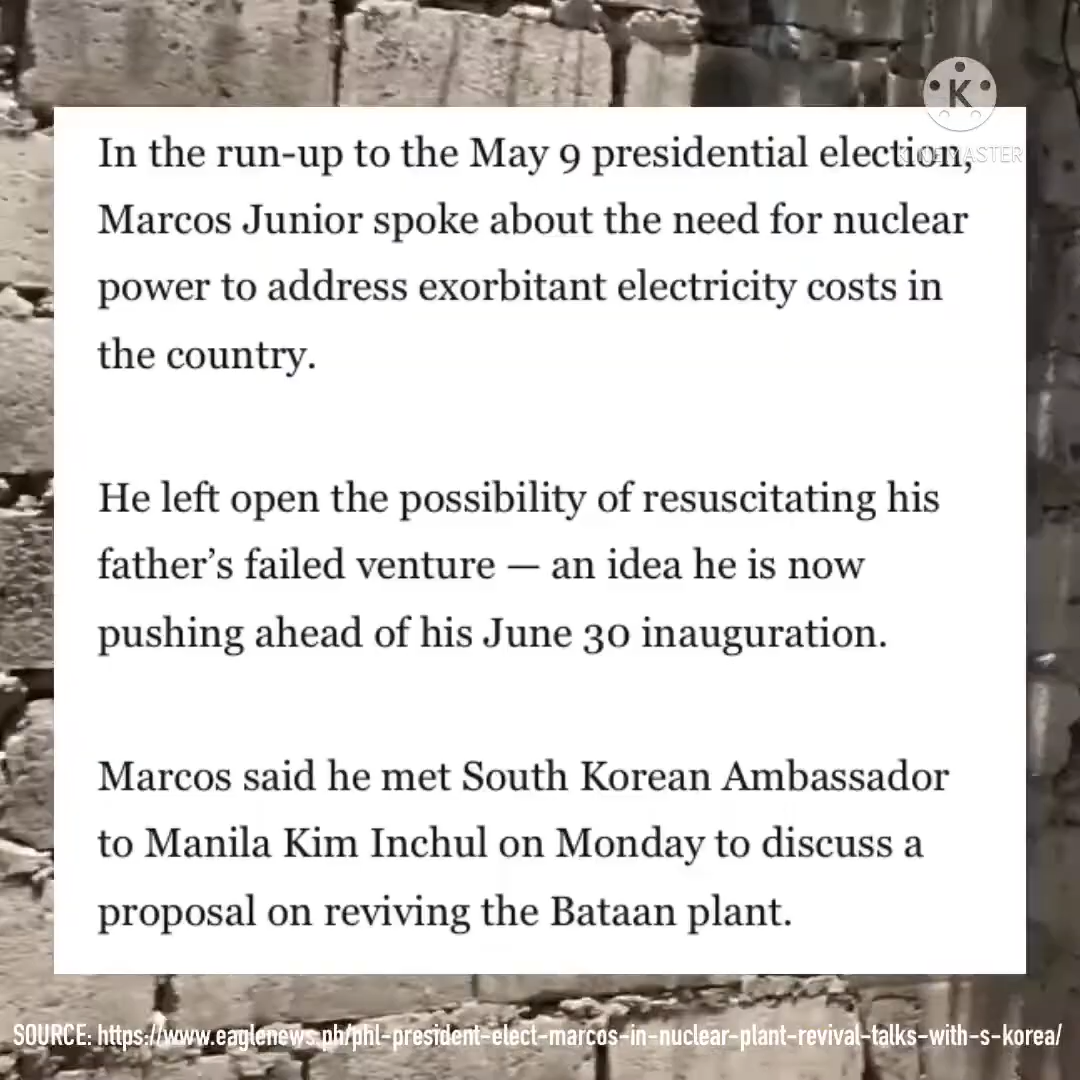 K
KINEMASTER
In the run-up to the May 9 presidential election,
Marcos Junior spoke about the need for nuclear
power to address exorbitant electricity costs in
the country.
He left open the possibility of resuscitating his
father’s failed venture — an idea he is now
pushing ahead of his June 30 inauguration.
Marcos said he met South Korean Ambassador
to Manila Kim Inchul on Monday to discuss a
proposal on reviving the Bataan plant.
SOURCE: https://www.eaglenews.ph/phl-president-elect-marcos-in-nuclear-plant-revival-talks-with-s-korea/